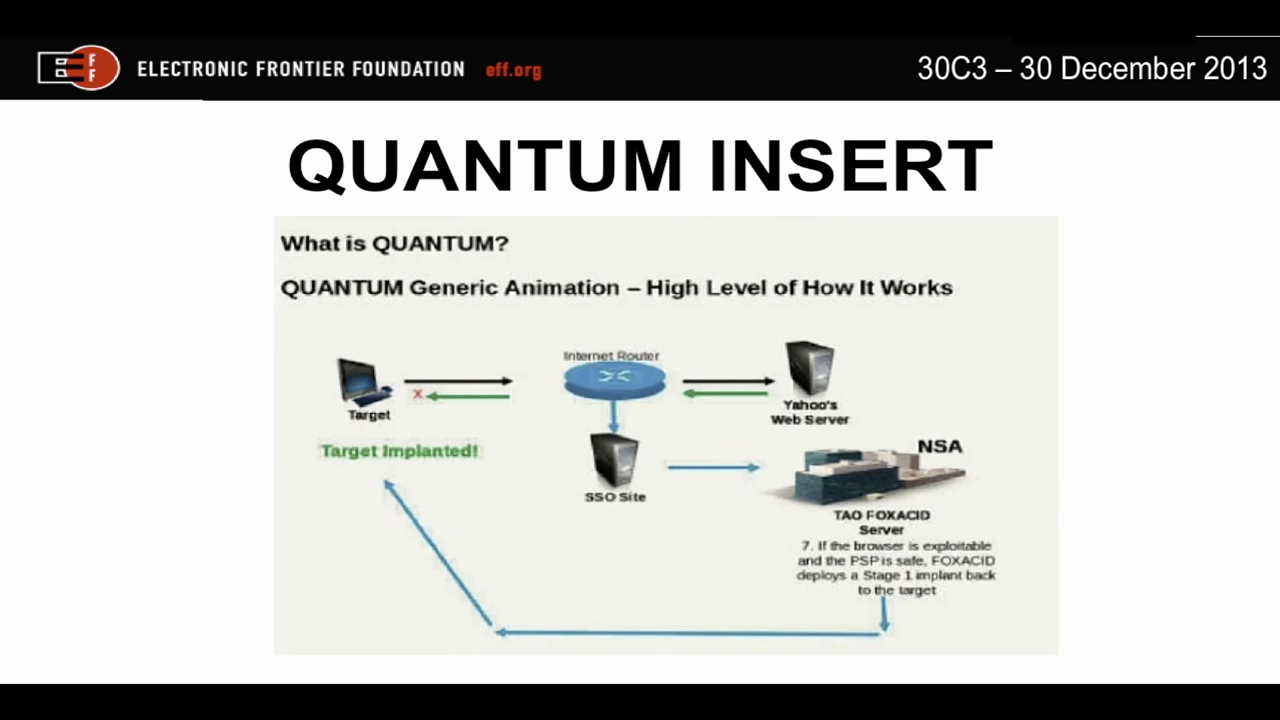 EFF
ELECTRONIC FRONTIER FOUNDATION eff.org
30C3 – 30 December 2013
QUANTUM INSERT
What is QUANTUM?
QUANTUM Generic Animation – High Level of How It Works
Internet Router
X
Target
Yahoo's
Web Server
Target Implanted!
NSA
SSO Site
TAO FOXACID
Server
7. If the browser is exploitable
and the PSP is safe, FOXACID
deploys a Stage 1 implant back
to the target